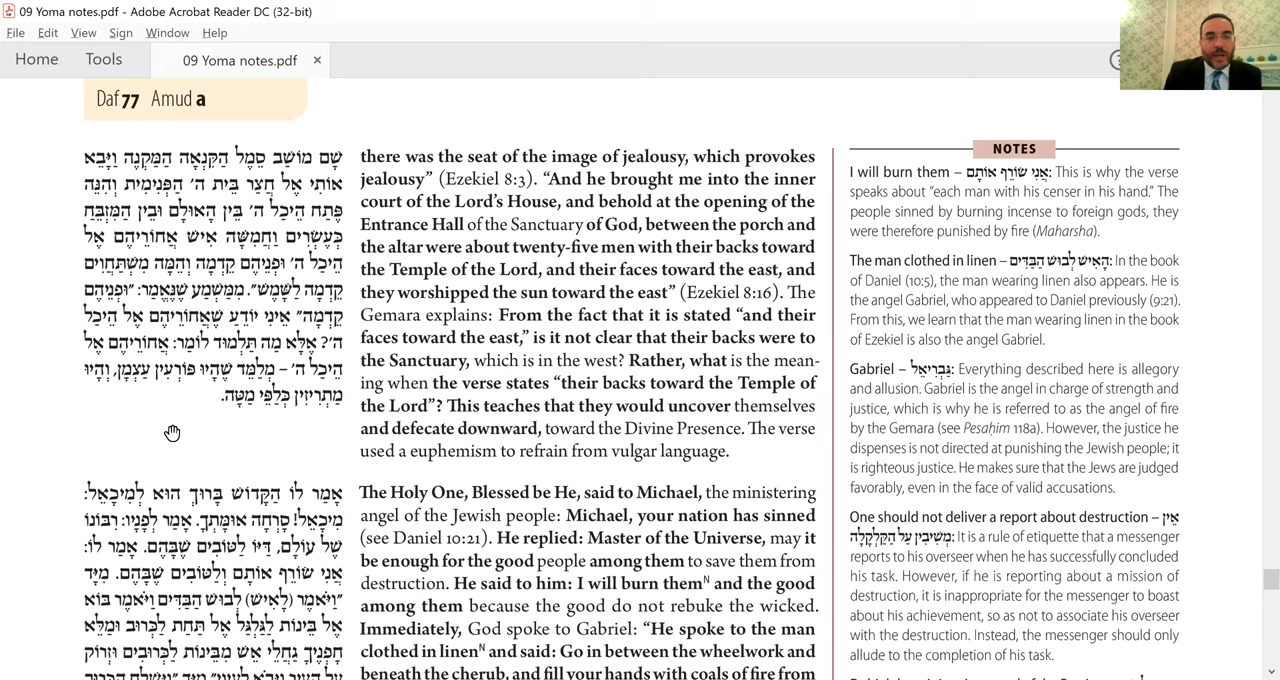 09 Yoma notes.pdf - Adobe Acrobat Reader DC (32-bit)
File Edit View Sign Window Help
Home Tools 09 Yoma notes.pdf ×
Daf 77 Amud a
שָׁם מוֹשַׁב סֵמֶל הַקִּנְאָה הַמַּקְנֶה וַיָּבֵא
אוֹתִי אֶל חֲצַר בֵּית ה׳ הַפְּנִימִית וְהִנֵּה
פֶּתַח הֵיכַל ה׳ בֵּין הָאוּלָם וּבֵין הַמִּזְבֵּחַ
כְּעֶשְׂרִים וַחֲמִשָּׁה אִישׁ אֲחוֹרֵיהֶם אֶל
הֵיכַל ה׳ וּפְנֵיהֶם קֵדְמָה וְהֵמָּה מִשְׁתַּחֲוִים
קֵדְמָה לַשָּׁמֶשׁ״. מִמַּשְׁמַע שֶׁנֶּאֱמַר: ״וּפְנֵיהֶם
קֵדְמָה״ אֵינִי יוֹדֵעַ שֶׁאֲחוֹרֵיהֶם אֶל הֵיכַל
ה׳? אֶלָּא מָה תַּלְמוּד לוֹמַר: אֲחוֹרֵיהֶם אֶל
הֵיכַל ה׳ – מְלַמֵּד שֶׁהָיוּ פּוֹרְעִין עַצְמָן, וְהָיוּ
מַתְרִיזִין כְּלַפֵּי מַטָּה.
there was the seat of the image of jealousy, which provokes
jealousy” (Ezekiel 8:3). “And he brought me into the inner
court of the Lord’s House, and behold at the opening of the
Entrance Hall of the Sanctuary of God, between the porch and
the altar were about twenty-five men with their backs toward
the Temple of the Lord, and their faces toward the east, and
they worshipped the sun toward the east” (Ezekiel 8:16). The
Gemara explains: From the fact that it is stated “and their
faces toward the east,” is it not clear that their backs were to
the Sanctuary, which is in the west? Rather, what is the mean-
ing when the verse states “their backs toward the Temple of
the Lord”? This teaches that they would uncover themselves
and defecate downward, toward the Divine Presence. The verse
used a euphemism to refrain from vulgar language.
אָמַר לוֹ הַקָּדוֹשׁ בָּרוּךְ הוּא לְמִיכָאֵל:
מִיכָאֵל! סָרְחָה אוּמָּתְךָ. אָמַר לְפָנָיו: רִבּוֹנוֹ
שֶׁל עוֹלָם, דַּיּוֹ לַטּוֹבִים שֶׁבָּהֶם. אָמַר לוֹ:
אֲנִי שׂוֹרֵף אוֹתָם וְלַטּוֹבִים שֶׁבָּהֶם. מִיָּד
״וַיֹּאמֶר (לָאִישׁ) לְבוּשׁ הַבַּדִּים וַיֹּאמֶר בּוֹא
אֶל בֵּינוֹת לַגַּלְגַּל אֶל תַּחַת לַכְּרוּב וּמַלֵּא
חׇפְנֶיךָ גַחֲלֵי אֵשׁ מִבֵּינוֹת לַכְּרוּבִים וּזְרוֹק
The Holy One, Blessed be He, said to Michael, the ministering
angel of the Jewish people: Michael, your nation has sinned
(see Daniel 10:21). He replied: Master of the Universe, may it
be enough for the good people among them to save them from
destruction. He said to him: I will burn themN and the good
among them because the good do not rebuke the wicked.
Immediately, God spoke to Gabriel: “He spoke to the man
clothed in linenN and said: Go in between the wheelwork and
beneath the cherub, and fill your hands with coals of fire from
NOTES
I will burn them – אֲנִי שׂוֹרֵף אוֹתָם: This is why the verse
speaks about “each man with his censer in his hand.” The
people sinned by burning incense to foreign gods, they
were therefore punished by fire (Maharsha).
The man clothed in linen – הָאִישׁ לְבוּשׁ הַבַּדִּים: In the book
of Daniel (10:5), the man wearing linen also appears. He is
the angel Gabriel, who appeared to Daniel previously (9:21).
From this, we learn that the man wearing linen in the book
of Ezekiel is also the angel Gabriel.
Gabriel – גַּבְרִיאֵל: Everything described here is allegory
and allusion. Gabriel is the angel in charge of strength and
justice, which is why he is referred to as the angel of fire
by the Gemara (see Pesaḥim 118a). However, the justice he
dispenses is not directed at punishing the Jewish people; it
is righteous justice. He makes sure that the Jews are judged
favorably, even in the face of valid accusations.
One should not deliver a report about destruction – אֵין
מְשִׁיבִין עַל הַקַּלְקָלָה: It is a rule of etiquette that a messenger
reports to his overseer when he has successfully concluded
his task. However, if he is reporting about a mission of
destruction, it is inappropriate for the messenger to boast
about his achievement, so as not to associate his overseer
with the destruction. Instead, the messenger should only
allude to the completion of his task.